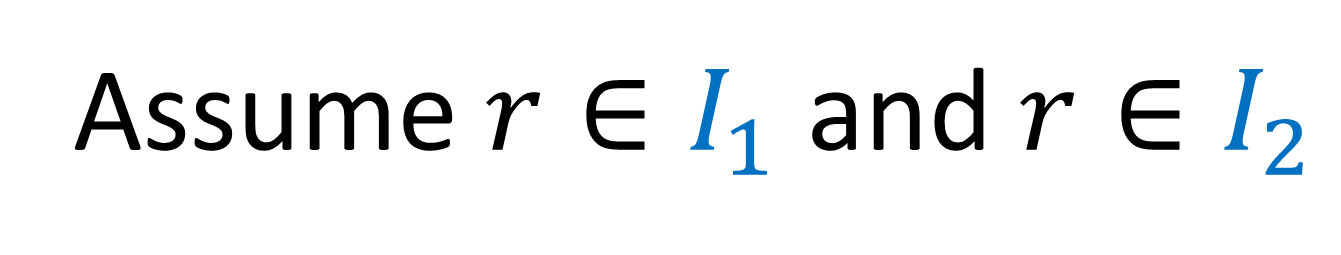 Assume 𝑟 ∈ 𝐼₁ and 𝑟 ∈ 𝐼₂